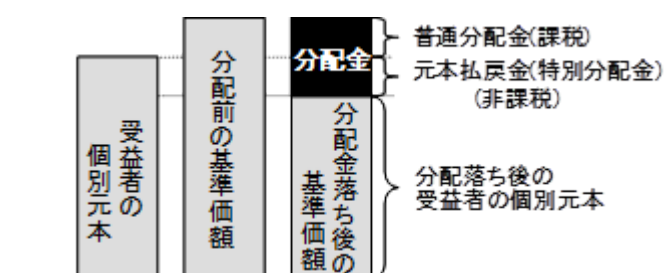 受益者の
個別元本
分配前の基準価額
分配金
分配金落ち後の
基準価額
普通分配金(課税)
元本払戻金(特別分配金)
(非課税)
分配落ち後の
受益者の個別元本